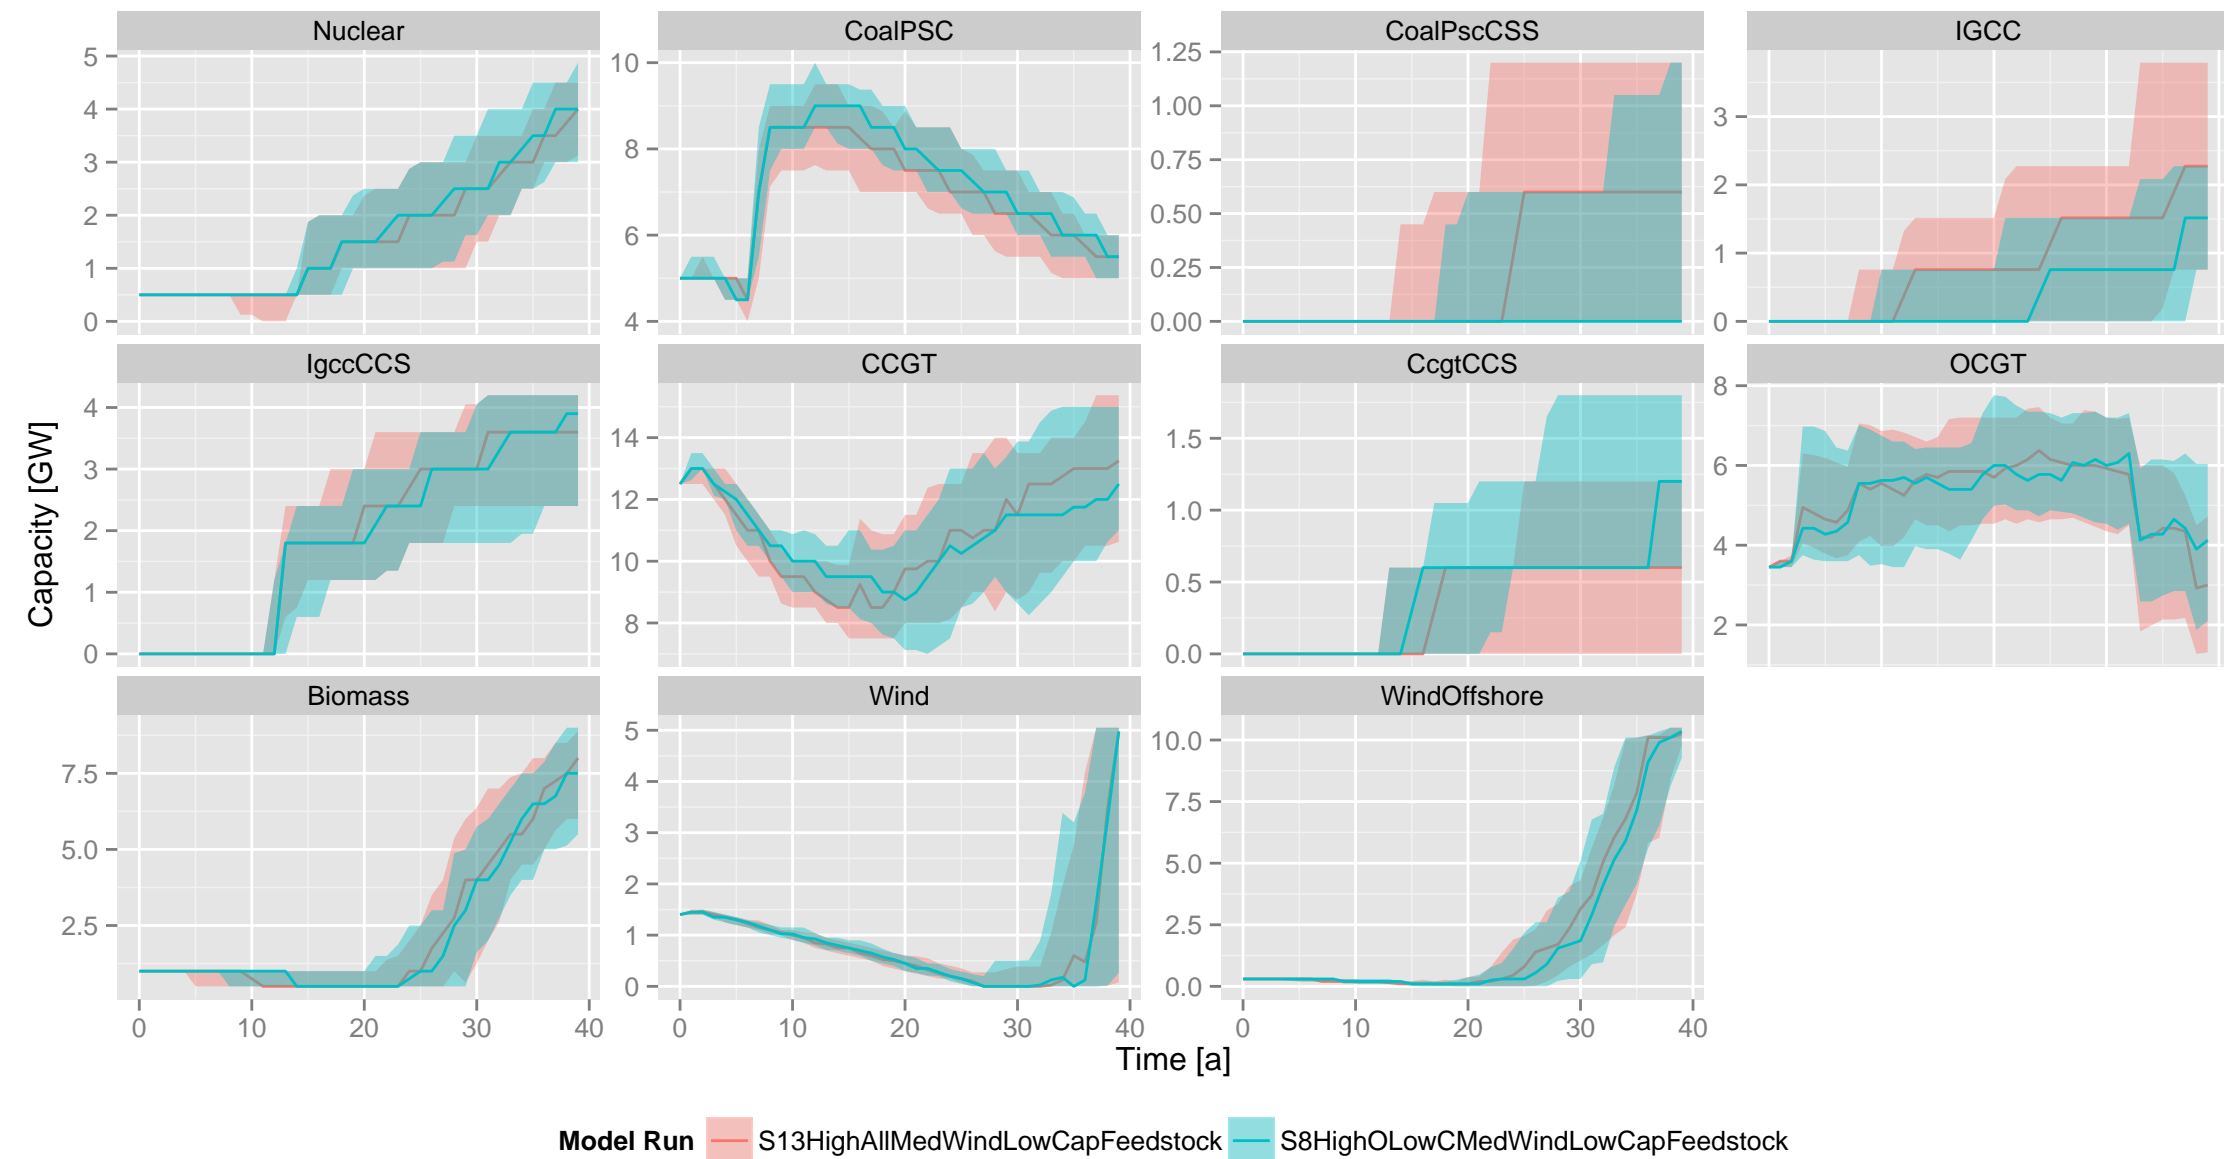 Nuclear CoalPSC CoalPscCSS IGCC
5 4 3 2 1 0
10 8 6 4
1.25 1.00 0.75 0.50 0.25 0.00
3 2 1 0
IgccCCS CCGT CcgtCCS OCGT
4 3 2 1 0
14 12 10 8
1.5 1.0 0.5 0.0
8 6 4 2
Capacity [GW]
Biomass Wind WindOffshore
7.5 5.0 2.5
5 4 3 2 1 0
10.0 7.5 5.0 2.5 0.0
0 10 20 30 40 0 10 20 30 40 0 10 20 30 40
Time [a]
Model Run S13HighAllMedWindLowCapFeedstock S8HighOLowCMedWindLowCapFeedstock